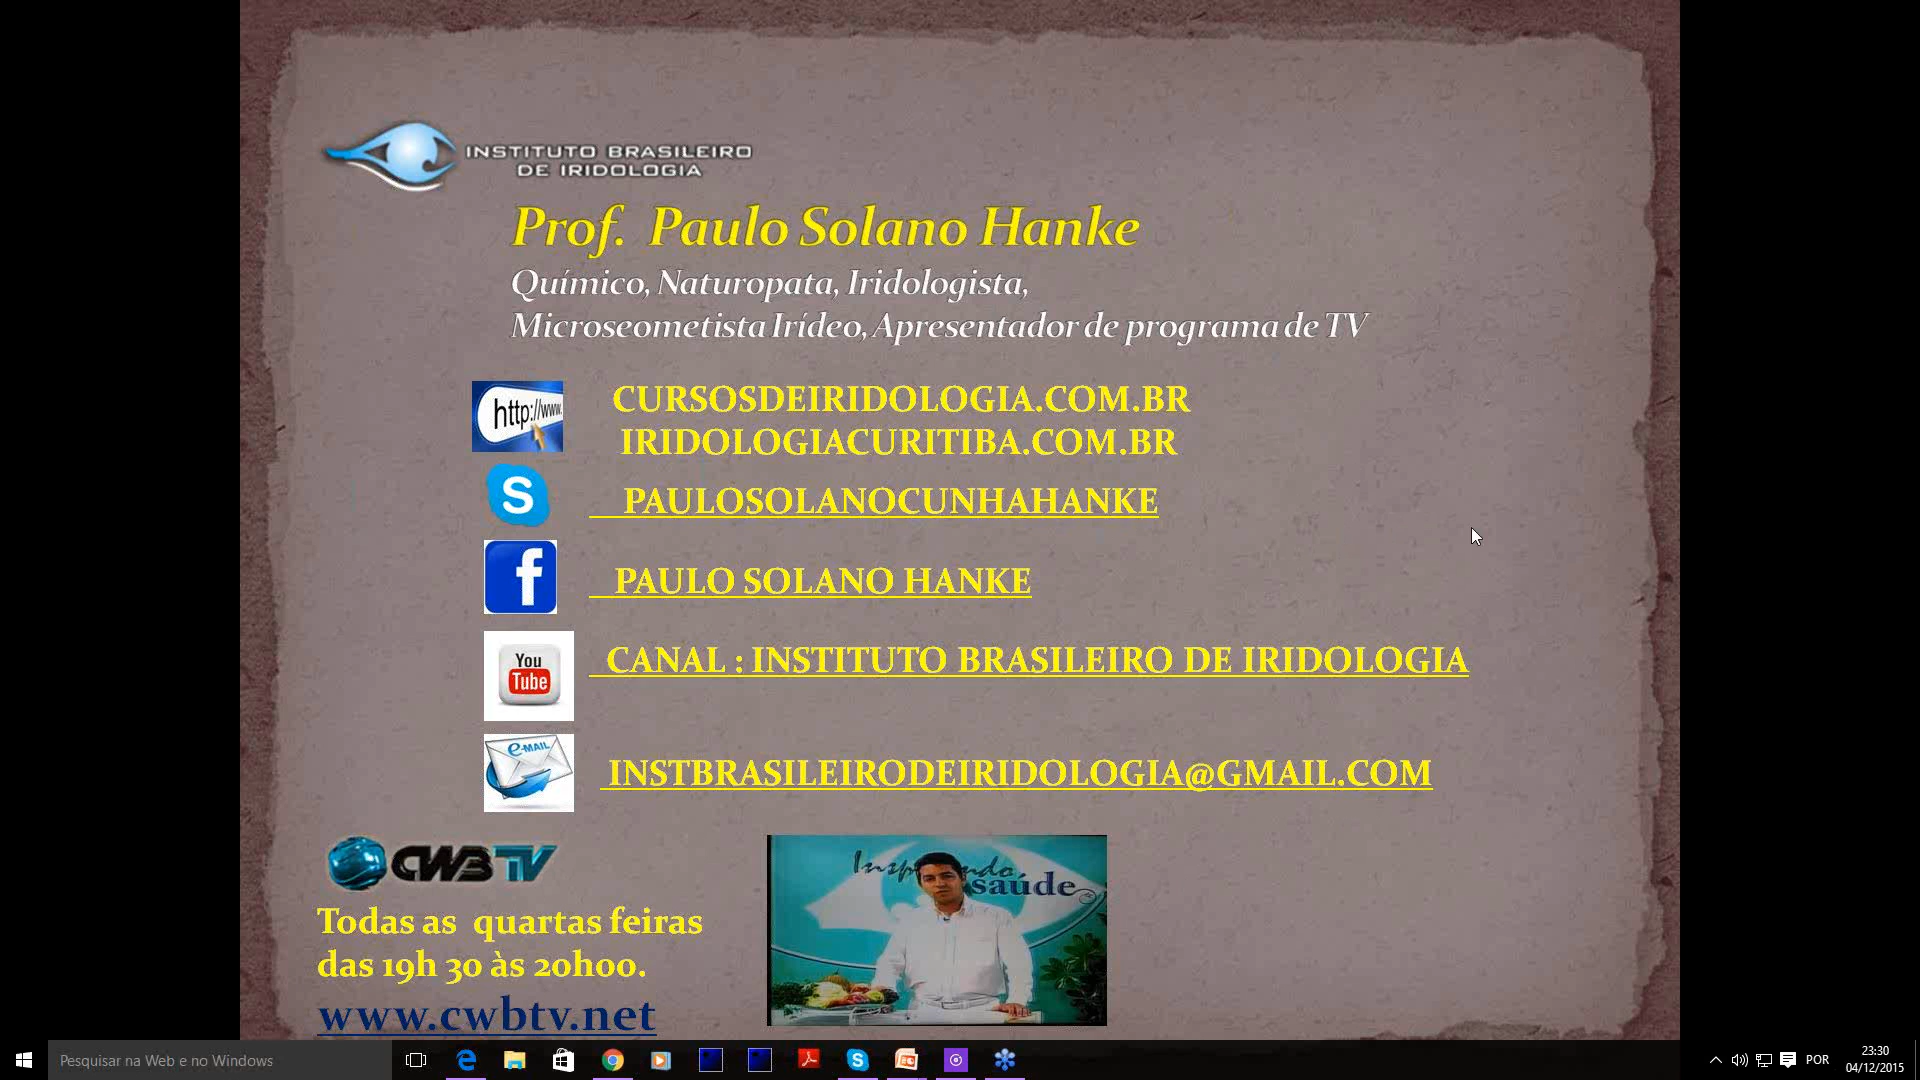 INSTITUTO BRASILEIRO
DE IRIDOLOGIA
Prof. Paulo Solano Hanke
Químico, Naturopata, Iridologista,
Microseometista Irídeo, Apresentador de programa de TV
http://www.
CURSOSDEIRIDOLOGIA.COM.BR
IRIDOLOGIACURITIBA.COM.BR
S
PAULOSOLANOCUNHAHANKE
f
PAULO SOLANO HANKE
You
Tube
CANAL : INSTITUTO BRASILEIRO DE IRIDOLOGIA
e-MAIL
INSTBRASILEIRODEIRIDOLOGIA@GMAIL.COM
CWBTV
saúde
Todas as quartas feiras
das 19h 30 às 20h00.
www.cwbtv.net
Pesquisar na Web e no Windows
POR
23:30
04/12/2015